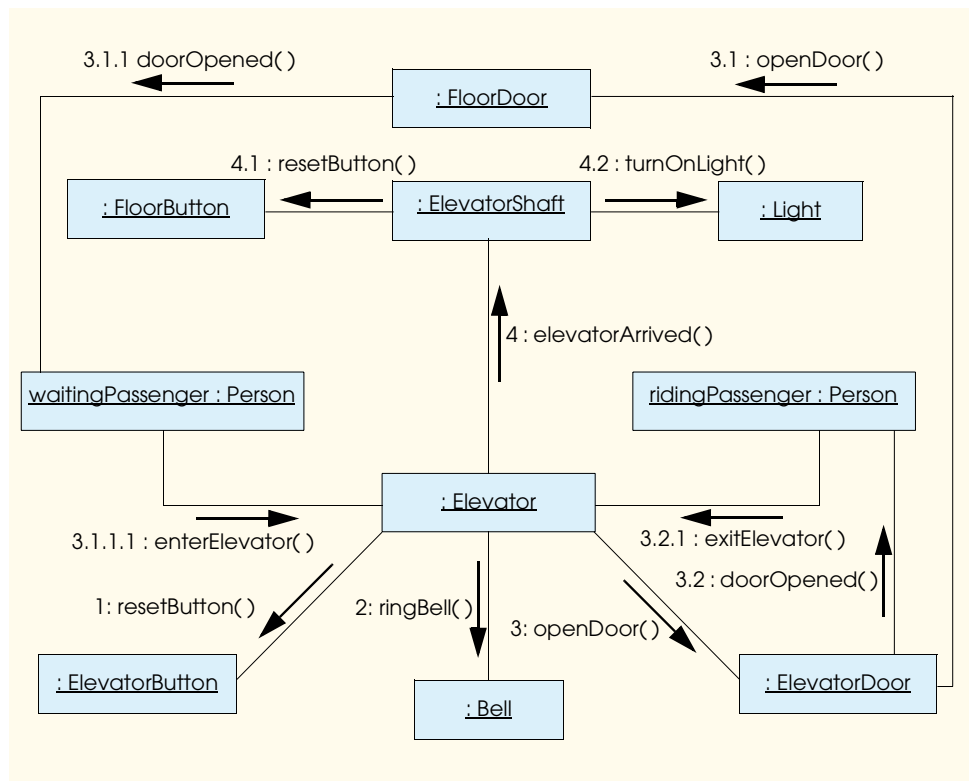 3.1.1 doorOpened( )
3.1 : openDoor( )
: FloorDoor
4.1 : resetButton( )
4.2 : turnOnLight( )
: FloorButton
: ElevatorShaft
: Light
4 : elevatorArrived( )
waitingPassenger : Person
ridingPassenger : Person
: Elevator
3.1.1.1 : enterElevator( )
3.2.1 : exitElevator( )
3.2 : doorOpened( )
1: resetButton( )
2: ringBell( )
3: openDoor( )
: ElevatorButton
: Bell
: ElevatorDoor